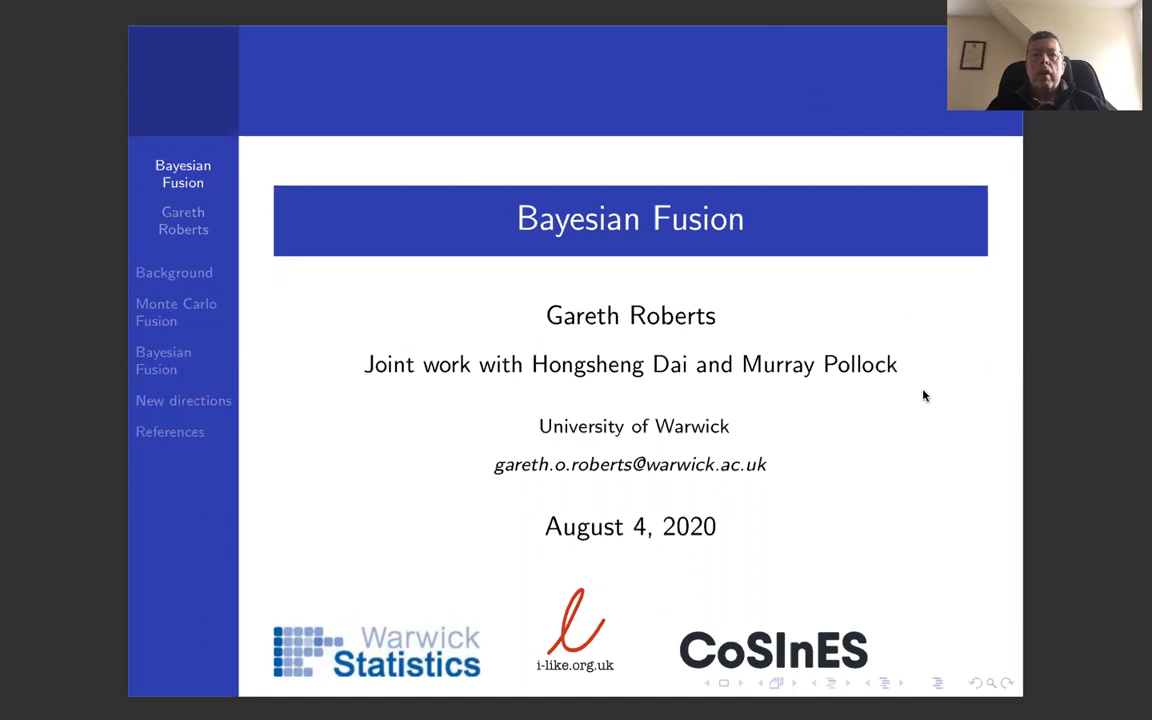 Bayesian
Fusion
Gareth
Roberts
Background
Monte Carlo
Fusion
Bayesian
Fusion
New directions
References
Bayesian Fusion
Gareth Roberts
Joint work with Hongsheng Dai and Murray Pollock
University of Warwick
gareth.o.roberts@warwick.ac.uk
August 4, 2020
Warwick
Statistics
i-like.org.uk
CoSInES